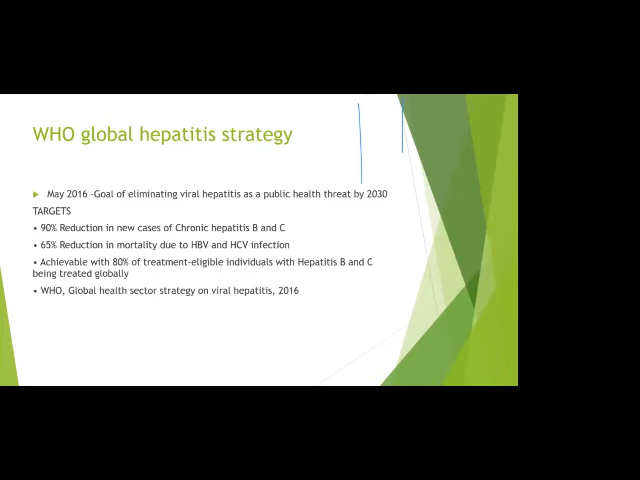 WHO global hepatitis strategy
May 2016 -Goal of eliminating viral hepatitis as a public health threat by 2030
TARGETS
• 90% Reduction in new cases of Chronic hepatitis B and C
• 65% Reduction in mortality due to HBV and HCV infection
• Achievable with 80% of treatment-eligible individuals with Hepatitis B and C
being treated globally
• WHO, Global health sector strategy on viral hepatitis, 2016